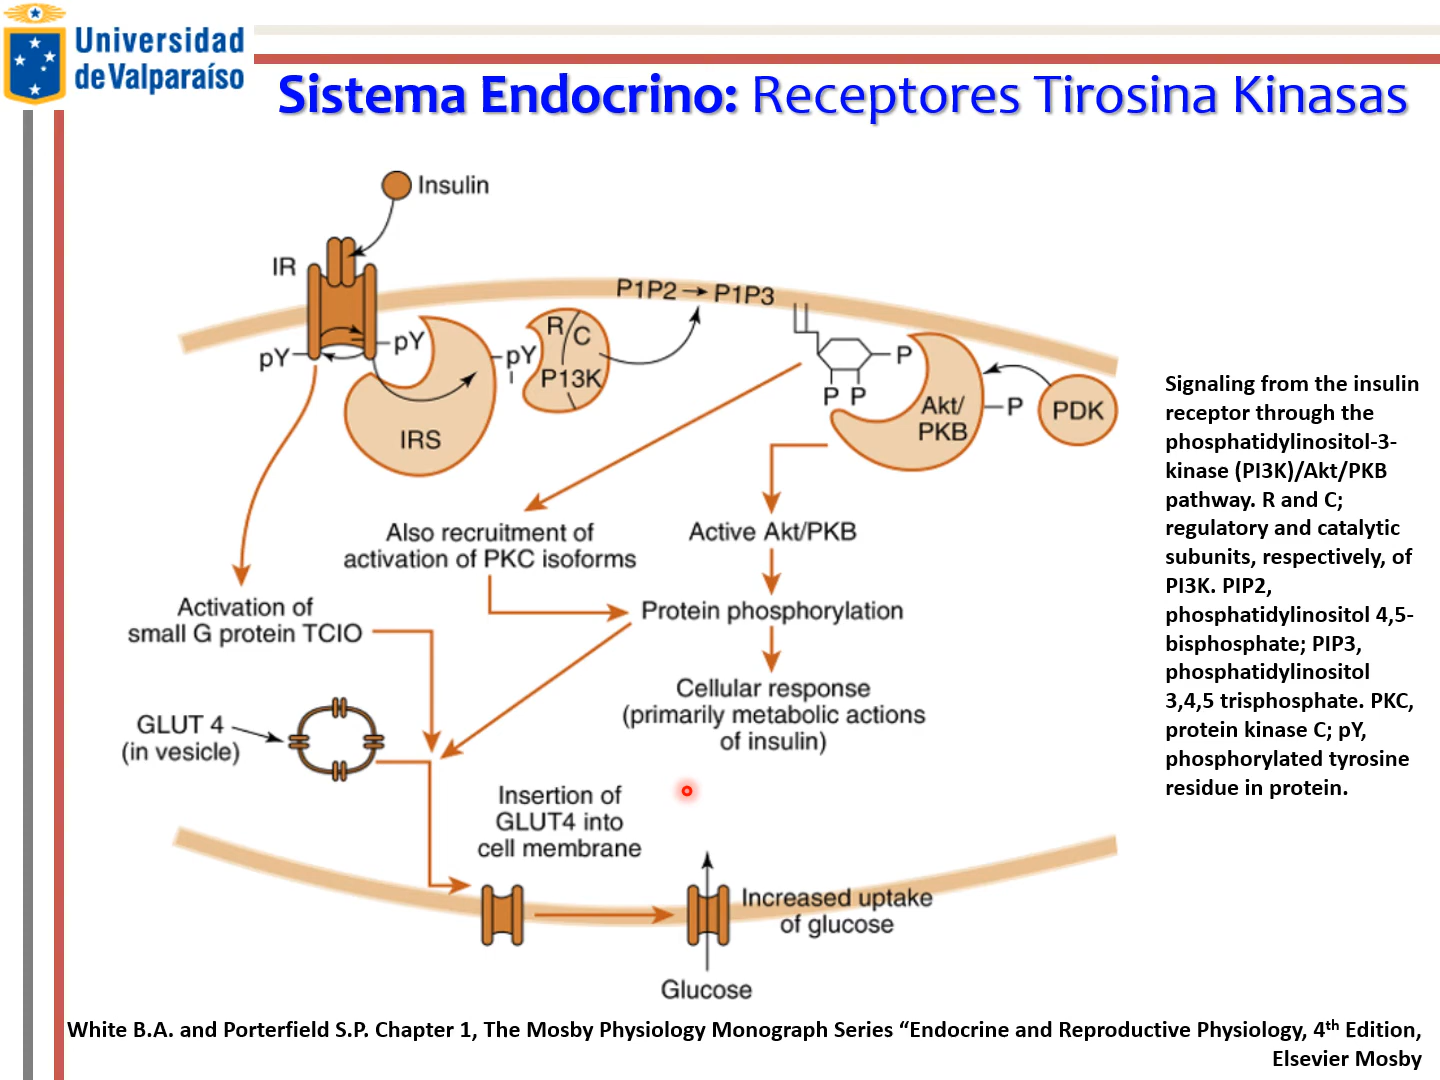 Universidad
de Valparaíso
Sistema Endocrino: Receptores Tirosina Kinasas
Insulin
IR
P1P2 → P1P3
pY
pY
IRS
pY
R/C
P13K
P
P P
Akt/
PKB
P
PDK
Also recruitment of
activation of PKC isoforms
Active Akt/PKB
Activation of
small G protein TCIO
Protein phosphorylation
Cellular response
(primarily metabolic actions
of insulin)
GLUT 4
(in vesicle)
Insertion of
GLUT4 into
cell membrane
Increased uptake
of glucose
Glucose
Signaling from the insulin
receptor through the
phosphatidylinositol-3-
kinase (PI3K)/Akt/PKB
pathway. R and C;
regulatory and catalytic
subunits, respectively, of
PI3K. PIP2,
phosphatidylinositol 4,5-
bisphosphate; PIP3,
phosphatidylinositol
3,4,5 trisphosphate. PKC,
protein kinase C; pY,
phosphorylated tyrosine
residue in protein.
White B.A. and Porterfield S.P. Chapter 1, The Mosby Physiology Monograph Series “Endocrine and Reproductive Physiology, 4th Edition,
Elsevier Mosby